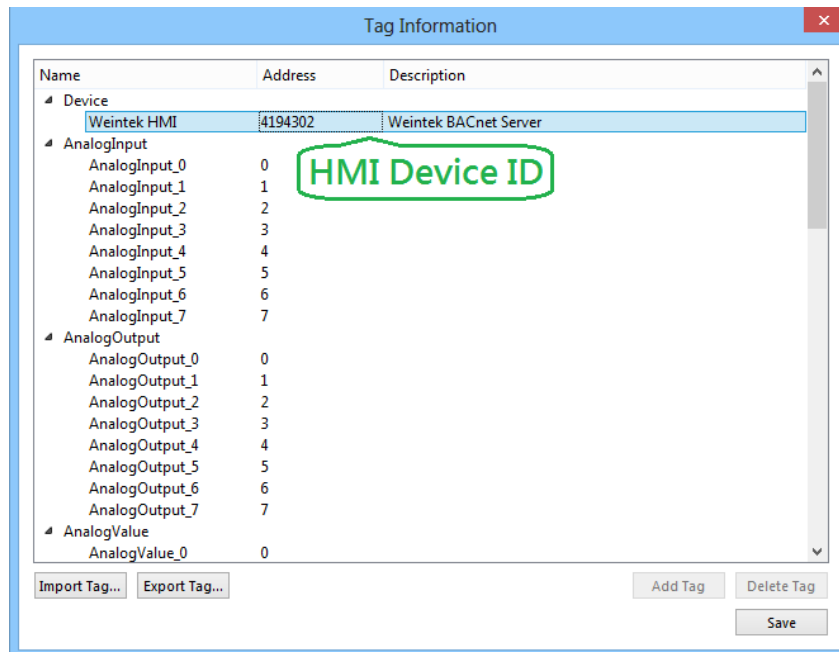 Tag Information
Name Address Description
Device
Weintek HMI 4194302 Weintek BACnet Server
HMI Device ID
AnalogInput
AnalogInput_0 0
AnalogInput_1 1
AnalogInput_2 2
AnalogInput_3 3
AnalogInput_4 4
AnalogInput_5 5
AnalogInput_6 6
AnalogInput_7 7
AnalogOutput
AnalogOutput_0 0
AnalogOutput_1 1
AnalogOutput_2 2
AnalogOutput_3 3
AnalogOutput_4 4
AnalogOutput_5 5
AnalogOutput_6 6
AnalogOutput_7 7
AnalogValue
AnalogValue_0 0
Import Tag... Export Tag... Add Tag Delete Tag
Save